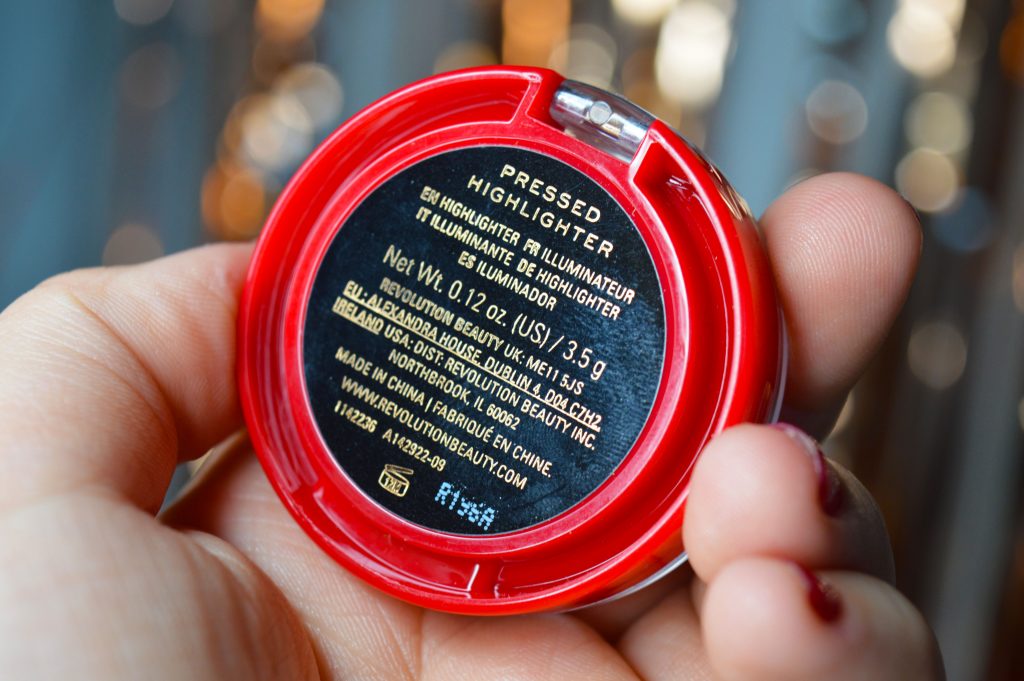 PRESSED
HIGHLIGHTER
EN HIGHLIGHTER FR ILLUMINATEUR
IT ILLUMINANTE DE HIGHLIGHTER
ES ILUMINADOR
Net Wt. 0.12 oz. (US) / 3.5 g
REVOLUTION BEAUTY UK: ME11 5JS
EU: ALEXANDRA HOUSE, DUBLIN 4, D04 C7H2
IRELAND USA: DIST: REVOLUTION BEAUTY INC.
NORTHBROOK, IL 60062
MADE IN CHINA | FABRIQUÉ EN CHINE.
WWW.REVOLUTIONBEAUTY.COM
1142236 A142922-09
R196A